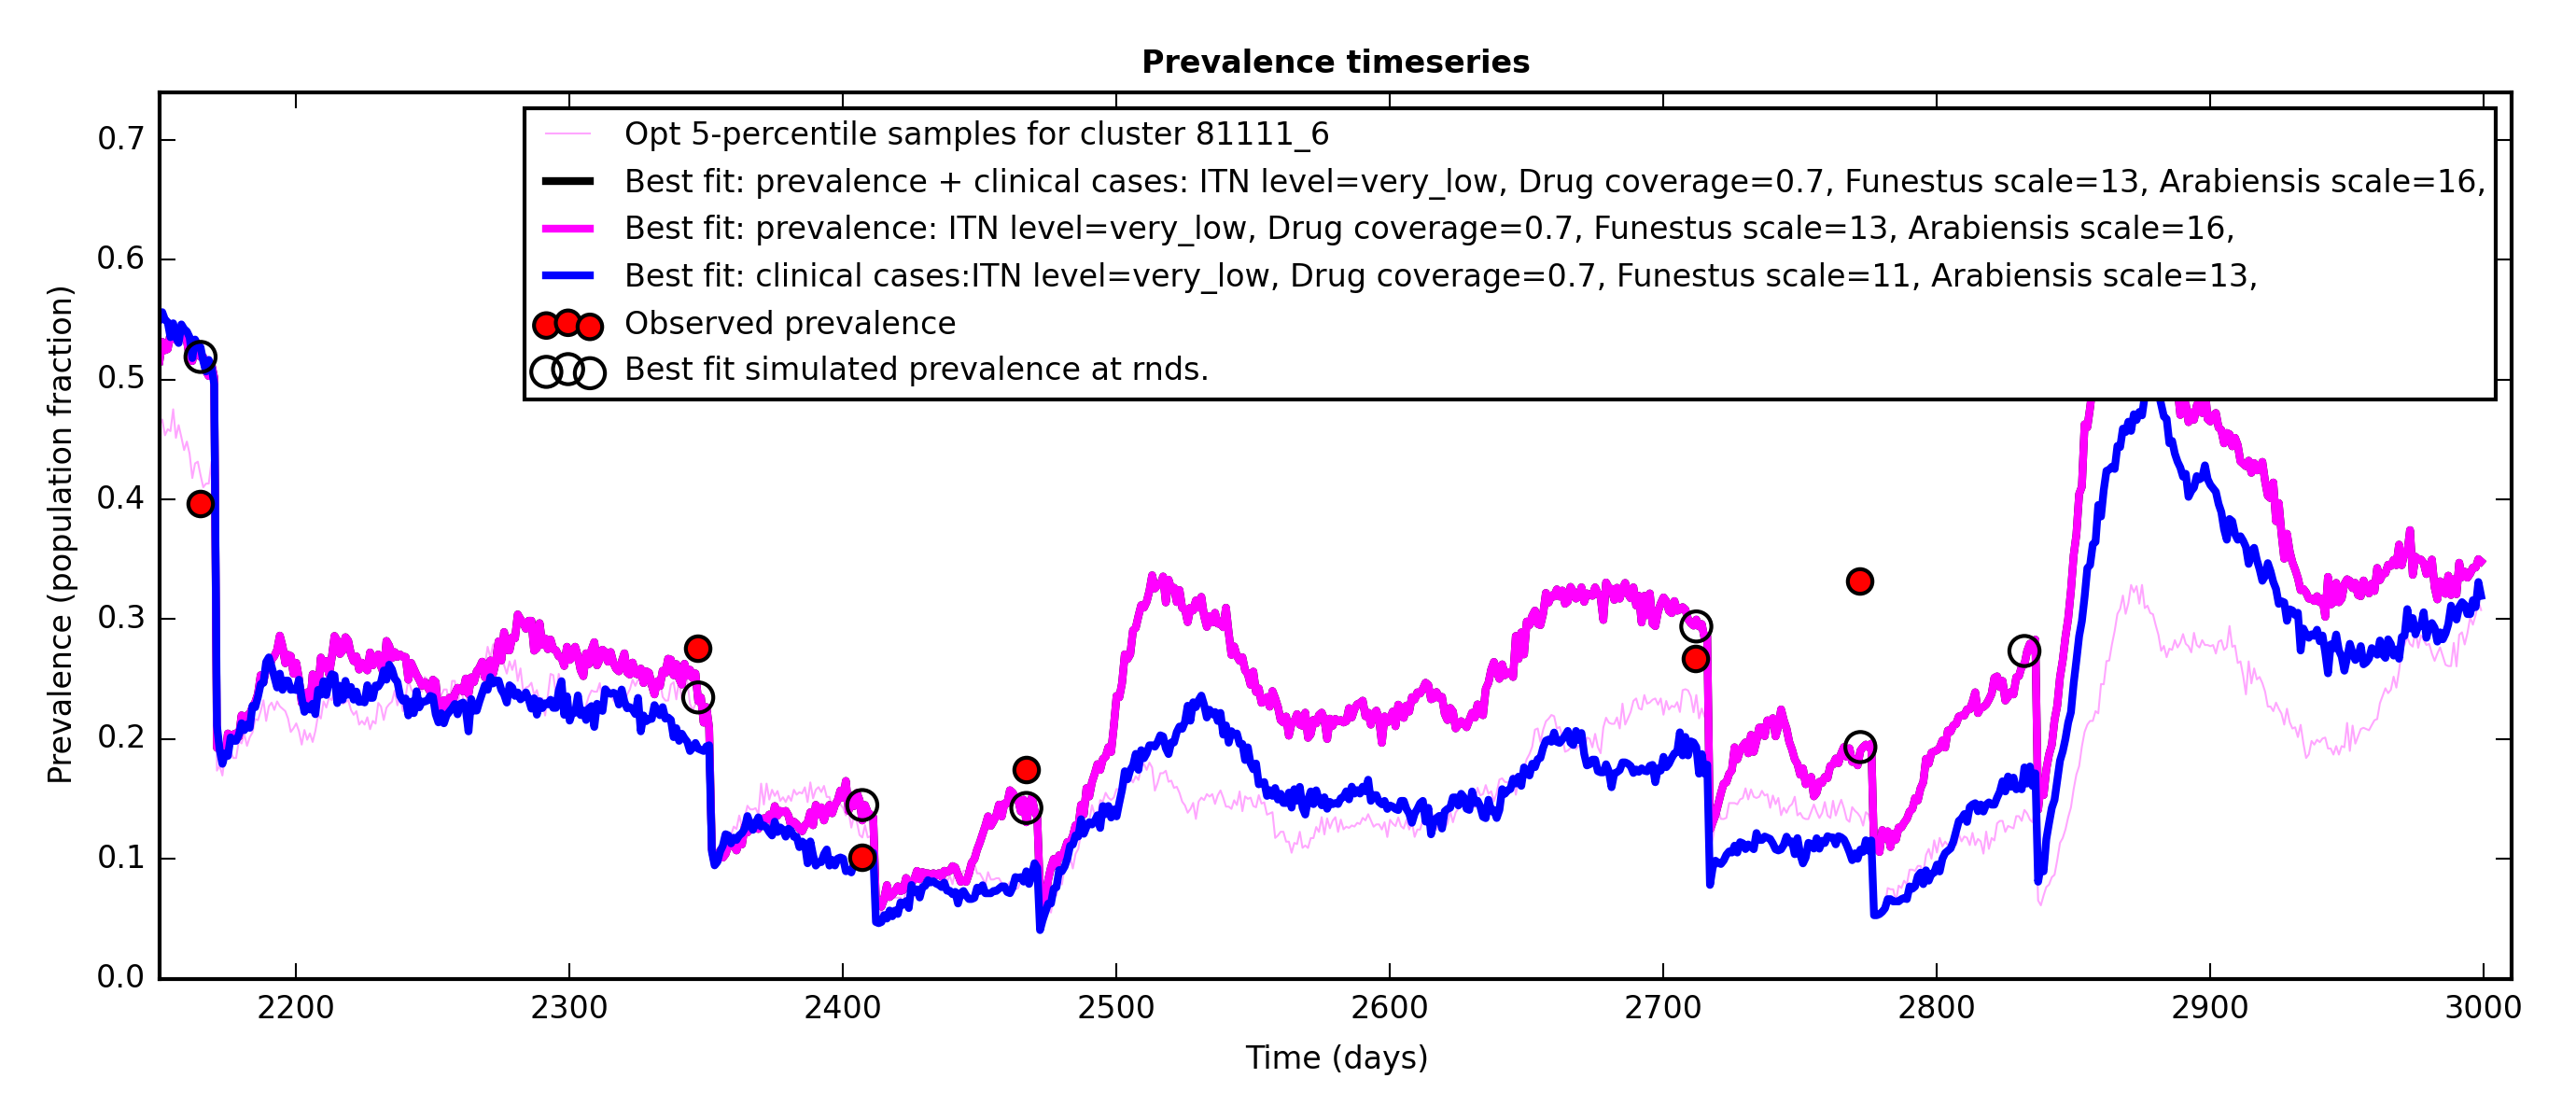 Prevalence timeseries
Opt 5-percentile samples for cluster 81111_6
Best fit: prevalence + clinical cases: ITN level=very_low, Drug coverage=0.7, Funestus scale=13, Arabiensis scale=16,
Best fit: prevalence: ITN level=very_low, Drug coverage=0.7, Funestus scale=13, Arabiensis scale=16,
Best fit: clinical cases:ITN level=very_low, Drug coverage=0.7, Funestus scale=11, Arabiensis scale=13,
Observed prevalence
Best fit simulated prevalence at rnds.
Prevalence (population fraction)
0.7
0.6
0.5
0.4
0.3
0.2
0.1
0.0
2200 2300 2400 2500 2600 2700 2800 2900 3000
Time (days)